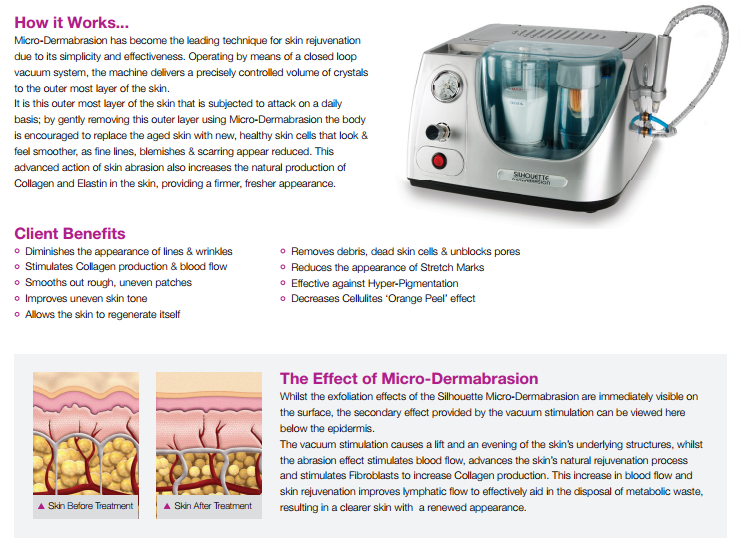 How it Works...
Micro-Dermabrasion has become the leading technique for skin rejuvenation
due to its simplicity and effectiveness. Operating by means of a closed loop
vacuum system, the machine delivers a precisely controlled volume of crystals
to the outer most layer of the skin.
It is this outer most layer of the skin that is subjected to attack on a daily
basis; by gently removing this outer layer using Micro-Dermabrasion the body
is encouraged to replace the aged skin with new, healthy skin cells that look &
feel smoother, as fine lines, blemishes & scarring appear reduced. This
advanced action of skin abrasion also increases the natural production of
Collagen and Elastin in the skin, providing a firmer, fresher appearance.
SILHOUETTE
Client Benefits
Diminishes the appearance of lines & wrinkles
Stimulates Collagen production & blood flow
Smooths out rough, uneven patches
Improves uneven skin tone
Allows the skin to regenerate itself
Removes debris, dead skin cells & unblocks pores
Reduces the appearance of Stretch Marks
Effective against Hyper-Pigmentation
Decreases Cellulites ‘Orange Peel’ effect
▲ Skin Before Treatment
▲ Skin After Treatment
The Effect of Micro-Dermabrasion
Whilst the exfoliation effects of the Silhouette Micro-Dermabrasion are immediately visible on
the surface, the secondary effect provided by the vacuum stimulation can be viewed here
below the epidermis.
The vacuum stimulation causes a lift and an evening of the skin's underlying structures, whilst
the abrasion effect stimulates blood flow, advances the skin's natural rejuvenation process
and stimulates Fibroblasts to increase Collagen production. This increase in blood flow and
skin rejuvenation improves lymphatic flow to effectively aid in the disposal of metabolic waste,
resulting in a clearer skin with a renewed appearance.